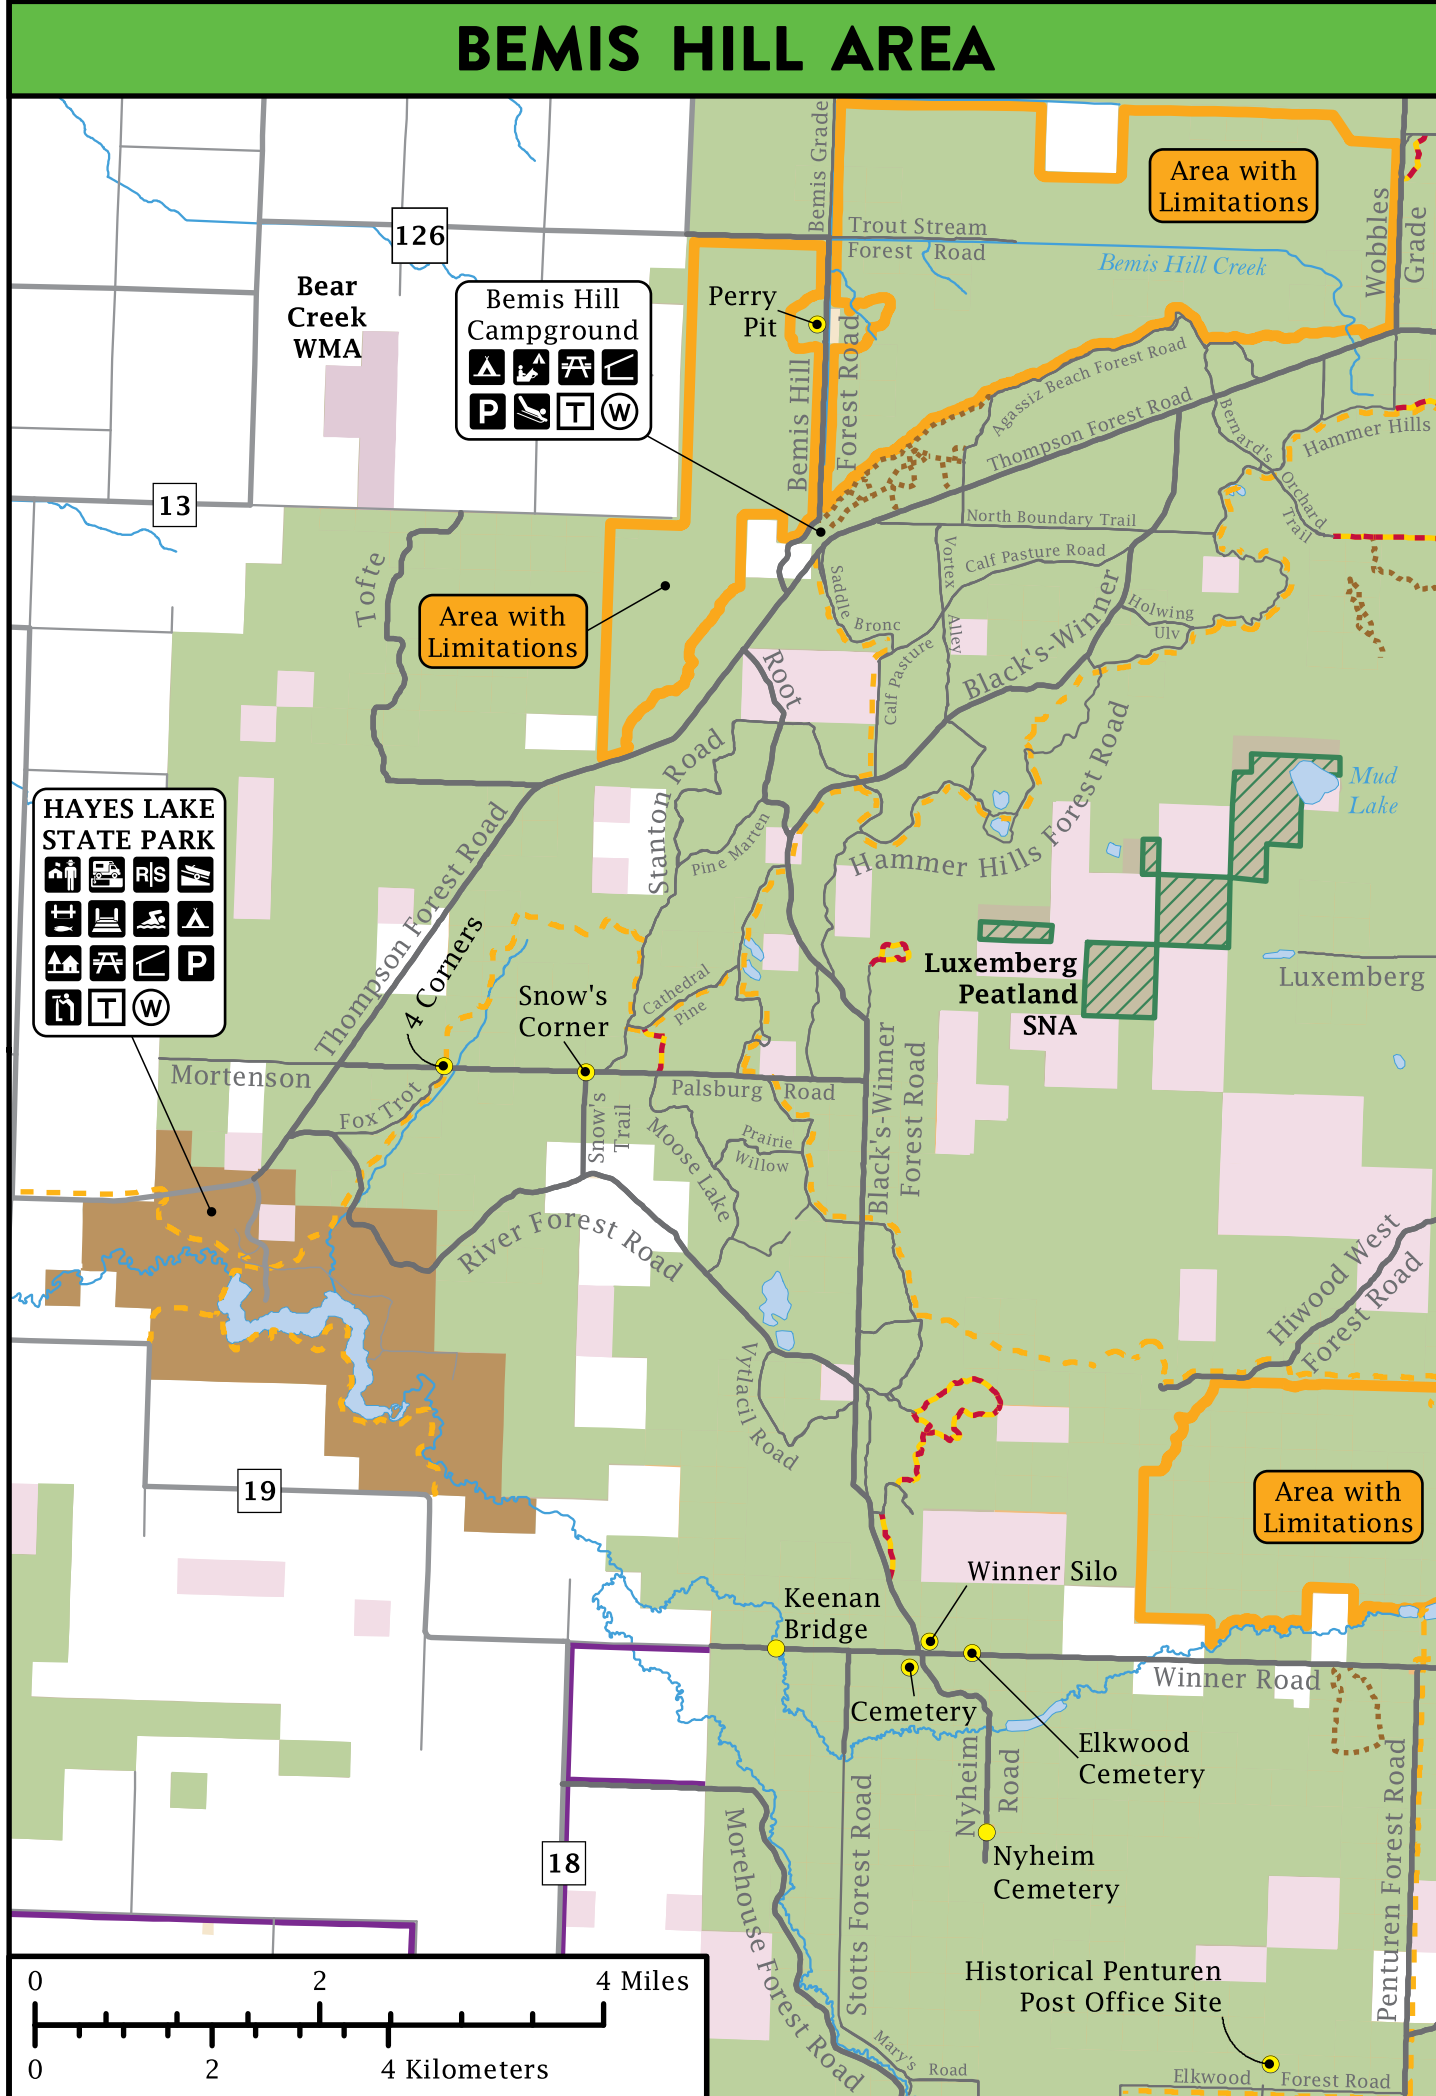 BEMIS HILL AREA
Bemis Grade
Area with
Limitations
Wobbles
Grade
Trout Stream
Forest Road
Bemis Hill Creek
126
Bear
Creek
WMA
Bemis Hill
Campground
P
T
W
Perry
Pit
Bemis Hill
Forest Road
Agassiz Beach Forest Road
Thompson Forest Road
Bernard's
Hammer Hills
Orchard
Trail
13
North Boundary Trail
Vortex
Alley
Calf Pasture Road
Tofte
Area with
Limitations
Saddle
Bronc
Calf Pasture
Black's-Winner
Holwing
Ulv
Root
Stanton Road
Pine Marten
Hammer Hills Forest Road
Mud
Lake
HAYES LAKE
STATE PARK
R|S
P
T
W
Thompson Forest Road
4 Corners
Snow's
Corner
Cathedral
Pine
Luxemberg
Peatland
SNA
Luxemberg
Mortenson
Fox Trot
Palsburg Road
Snow's
Trail
Moose Lake
Prairie
Willow
Black's-Winner
Forest Road
River Forest Road
Hiwood West
Forest Road
Vytlacil Road
19
Area with
Limitations
Winner Silo
Keenan
Bridge
Winner Road
Cemetery
Elkwood
Cemetery
Nyheim
Road
Nyheim
Cemetery
18
Morehouse Forest Road
Stotts Forest Road
Penturen Forest Road
Historical Penturen
Post Office Site
Mary's
Road
Elkwood Forest Road
0 2 4 Miles
0 2 4 Kilometers